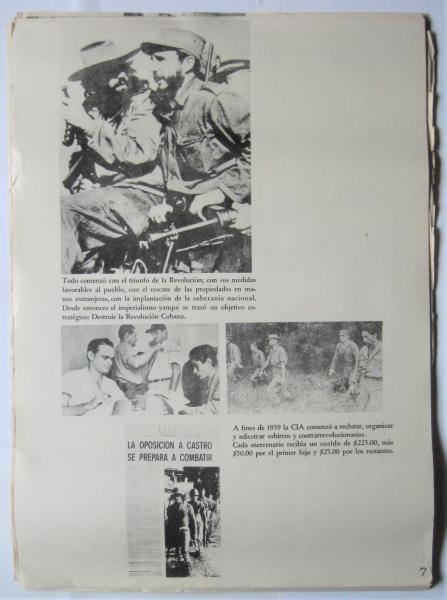 Todo comenzó con el triunfo de la Revolución; con sus medidas
favorables al pueblo, con el rescate de las propiedades en ma-
nos extranjeras, con la implantación de la soberanía nacional.
Desde entonces el imperialismo yanqui se trazó un objetivo es-
tratégico: Destruir la Revolución Cubana.
A fines de 1959 la CIA comenzó a reclutar, organizar
y adiestrar esbirros y contrarrevolucionarios.
Cada mercenario recibía un sueldo de $225.00, más
$50.00 por el primer hijo y $25.00 por los restantes.
LA OPOSICION A CASTRO
SE PREPARA A COMBATIR
7